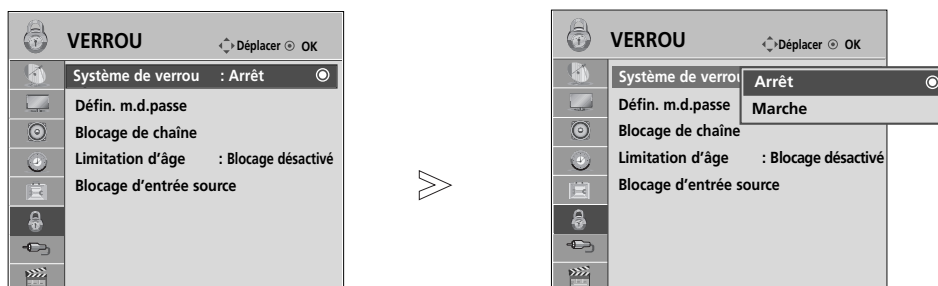 VERROU
Déplacer OK
Système de verrou : Arrêt
Défin. m.d.passe
Blocage de chaîne
Limitation d'âge : Blocage désactivé
Blocage d'entrée source
VERROU
Déplacer OK
Système de verrou
Arrêt
Marche
Défin. m.d.passe
Blocage de chaîne
Limitation d'âge : Blocage désactivé
Blocage d'entrée source